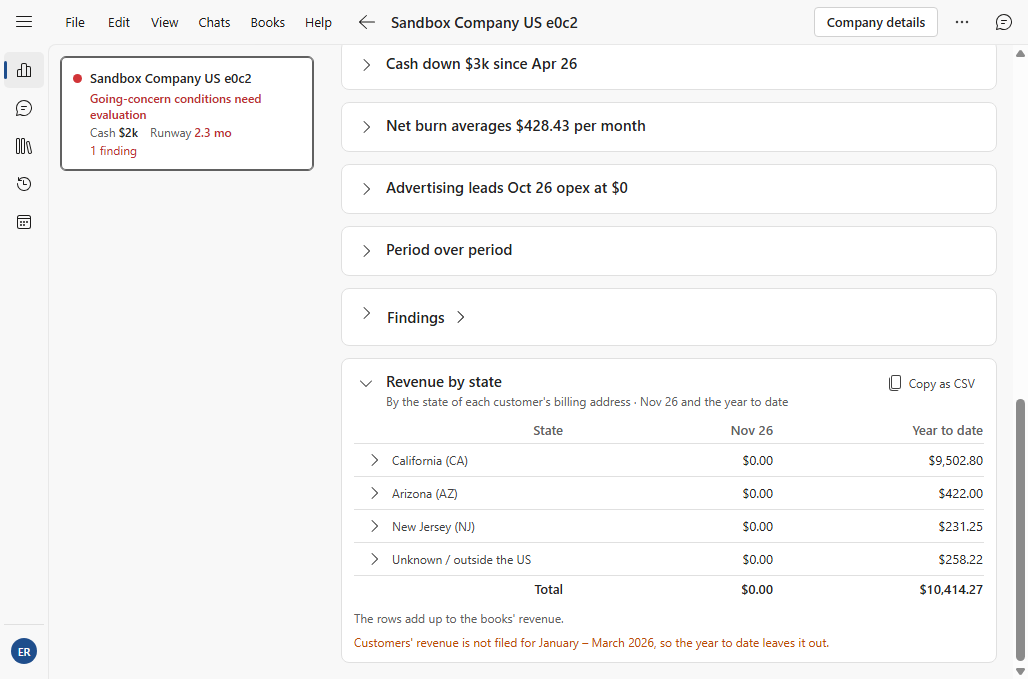 File Edit View Chats Books Help Sandbox Company US e0c2 Company details
Sandbox Company US e0c2
Going-concern conditions need
evaluation
Cash $2k Runway 2.3 mo
1 finding
ER
Cash down $3k since Apr 26
Net burn averages $428.43 per month
Advertising leads Oct 26 opex at $0
Period over period
Findings
Revenue by state Copy as CSV
By the state of each customer's billing address · Nov 26 and the year to date
State Nov 26 Year to date
California (CA) $0.00 $9,502.80
Arizona (AZ) $0.00 $422.00
New Jersey (NJ) $0.00 $231.25
Unknown / outside the US $0.00 $258.22
Total $0.00 $10,414.27
The rows add up to the books' revenue.
Customers' revenue is not filed for January – March 2026, so the year to date leaves it out.